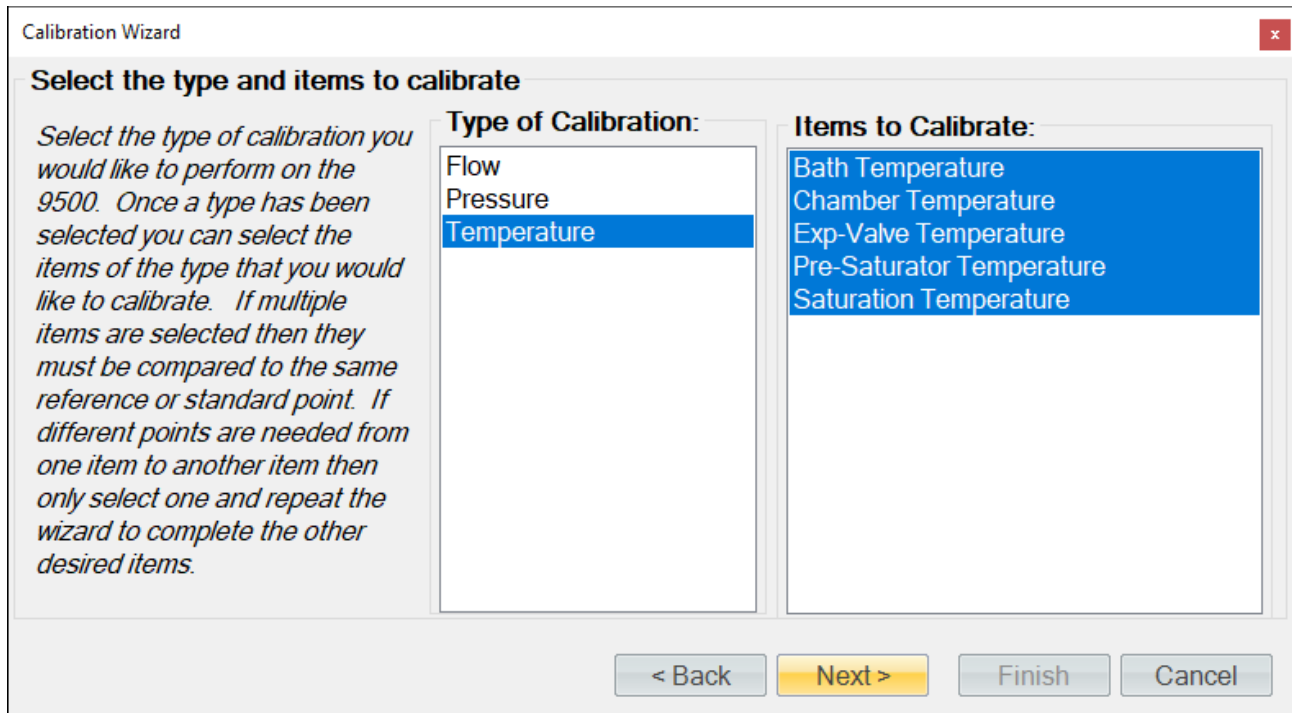 Calibration Wizard
x
Select the type and items to calibrate
Select the type of calibration you
would like to perform on the
9500.  Once a type has been
selected you can select the
items of the type that you would
like to calibrate.   If multiple
items are selected then they
must be compared to the same
reference or standard point.  If
different points are needed from
one item to another item then
only select one and repeat the
wizard to complete the other
desired items.
Type of Calibration:
Flow
Pressure
Temperature
Items to Calibrate:
Bath Temperature
Chamber Temperature
Exp-Valve Temperature
Pre-Saturator Temperature
Saturation Temperature
< Back
Next >
Finish
Cancel